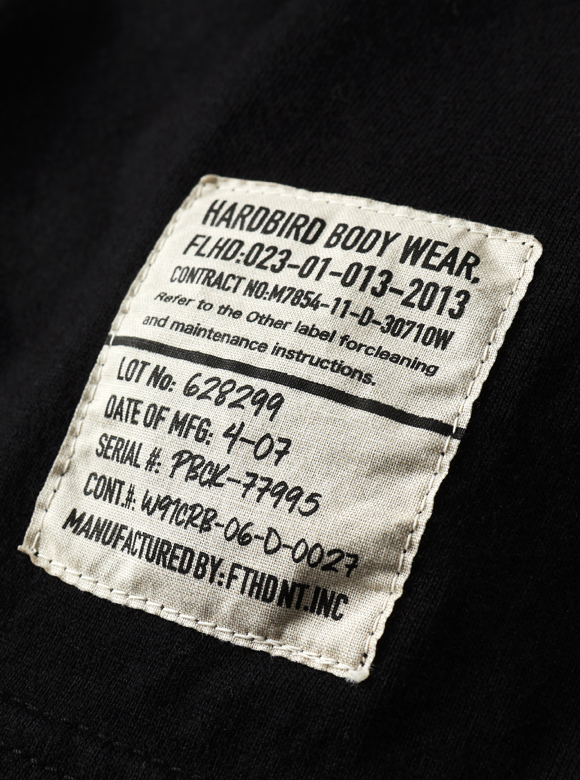 HARDBIRD BODY WEAR.
FLHD:023-01-013-2013
CONTRACT NO:M7854-11-D-30710W
Refer to the Other label forcleaning
and maintenance instructions.
LOT No: 628299
DATE OF MFG: 4-07
SERIAL #: PBCK-77995
CONT.#: W91CRB-06-D-0027
MANUFACTURED BY:FTHD NT.INC